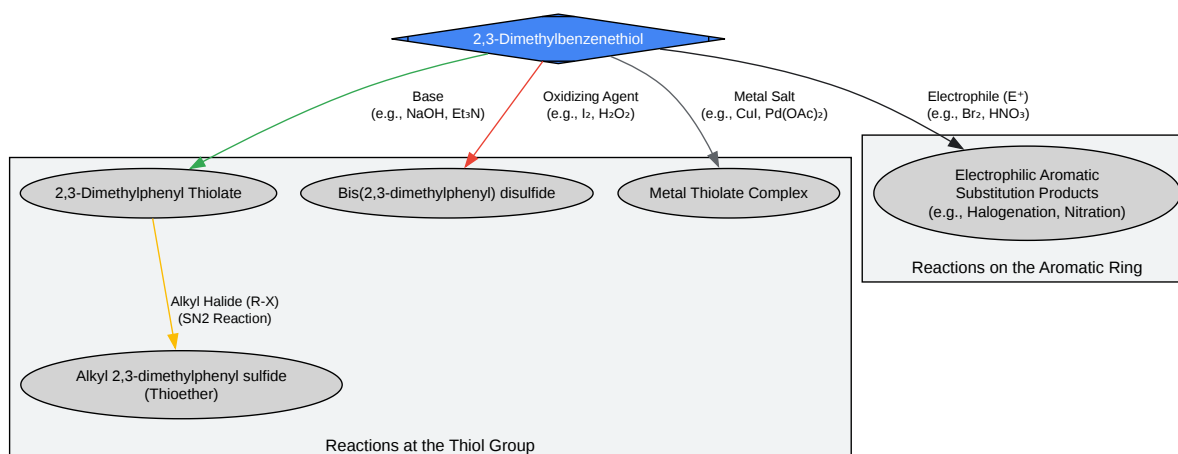 2,3-Dimethylbenzenethiol
Base
(e.g., NaOH, Et₃N)
Oxidizing Agent
(e.g., I₂, H₂O₂)
Metal Salt
(e.g., CuI, Pd(OAc)₂)
Electrophile (E⁺)
(e.g., Br₂, HNO₃)
2,3-Dimethylphenyl Thiolate
Bis(2,3-dimethylphenyl) disulfide
Metal Thiolate Complex
Electrophilic Aromatic
Substitution Products
(e.g., Halogenation, Nitration)
Reactions on the Aromatic Ring
Alkyl Halide (R-X)
(SN2 Reaction)
Alkyl 2,3-dimethylphenyl sulfide
(Thioether)
Reactions at the Thiol Group